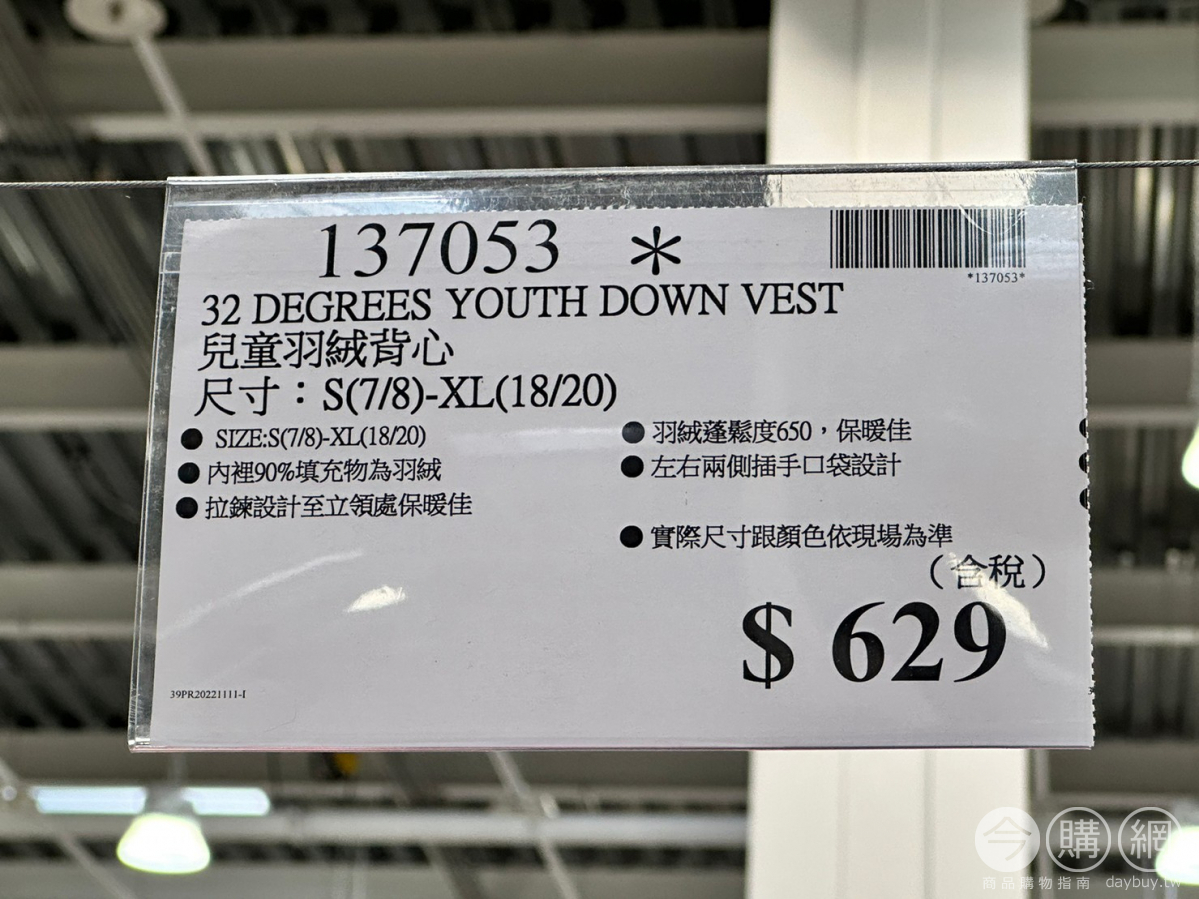 137053 *
*137053*
32 DEGREES YOUTH DOWN VEST
兒童羽絨背心
尺寸：S(7/8)-XL(18/20)
● SIZE:S(7/8)-XL(18/20)
● 內裡90%填充物為羽絨
● 拉鍊設計至立領處保暖佳
● 羽絨蓬鬆度650，保暖佳
● 左右兩側插手口袋設計
● 實際尺寸跟顏色依現場為準
（含稅）
$ 629
39PR20221111-I
今購網
商品購物指南 daybuy.tw